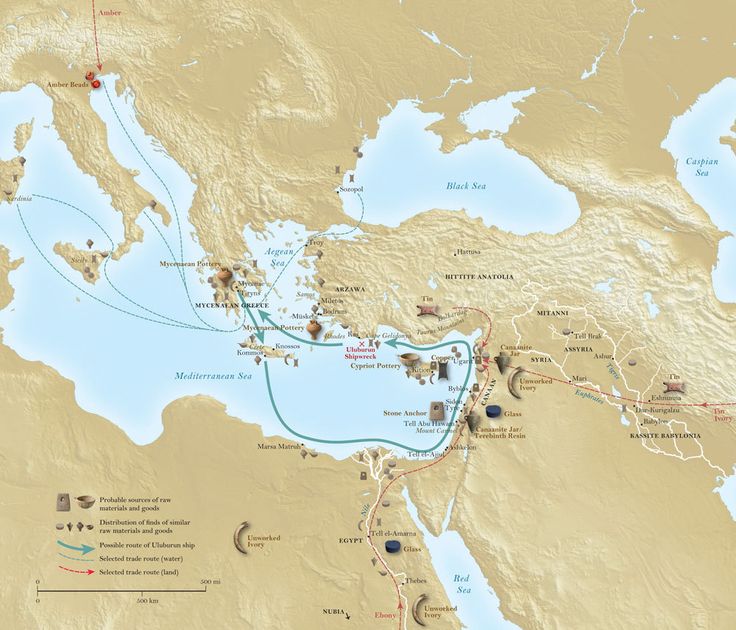 Amber
Amber Beads
Sardinia
Sicily
Sozopol
Black Sea
Caspian
Sea
Aegean
Sea
Troy
Mycenaean Pottery
Mycenae
Tiryns
MYCENAEAN GREECE
Samos
Miletus
Bodrum
Müskebi
ARZAWA
Hattusa
HITTITE ANATOLIA
Tin
Bolkardag
Taurus Mountains
MITANNI
Tell Brak
ASSYRIA
Ashur
Tigris
Mycenaean Pottery
Rhodes
Kaş
Cape Gelidonya
Uluburun
Shipwreck
Crete
Kommos
Knossos
Mediterranean Sea
Cypriot Pottery
Kition
Copper
Ugarit
Canaanite
Jar
SYRIA
Mari
Euphrates
Unworked
Ivory
Tin
Eshnunna
Dur-Kurigalzu
Babylon
KASSITE BABYLONIA
Tin
Ivory
Byblos
CANAAN
Sidon
Tyre
Stone Anchor
Tell Abu Hawam
Mount Carmel
Glass
Canaanite Jar/
Terebinth Resin
Ashkelon
Tell el-Ajjul
Marsa Matruh
Probable sources of raw
materials and goods
Distribution of finds of similar
raw materials and goods
Possible route of Uluburun ship
Selected trade route (water)
Selected trade route (land)
0
500 mi
0
500 km
Unworked
Ivory
Nile
EGYPT
Tell el-Amarna
Glass
Thebes
Red
Sea
Unworked
Ivory
NUBIA
Ebony